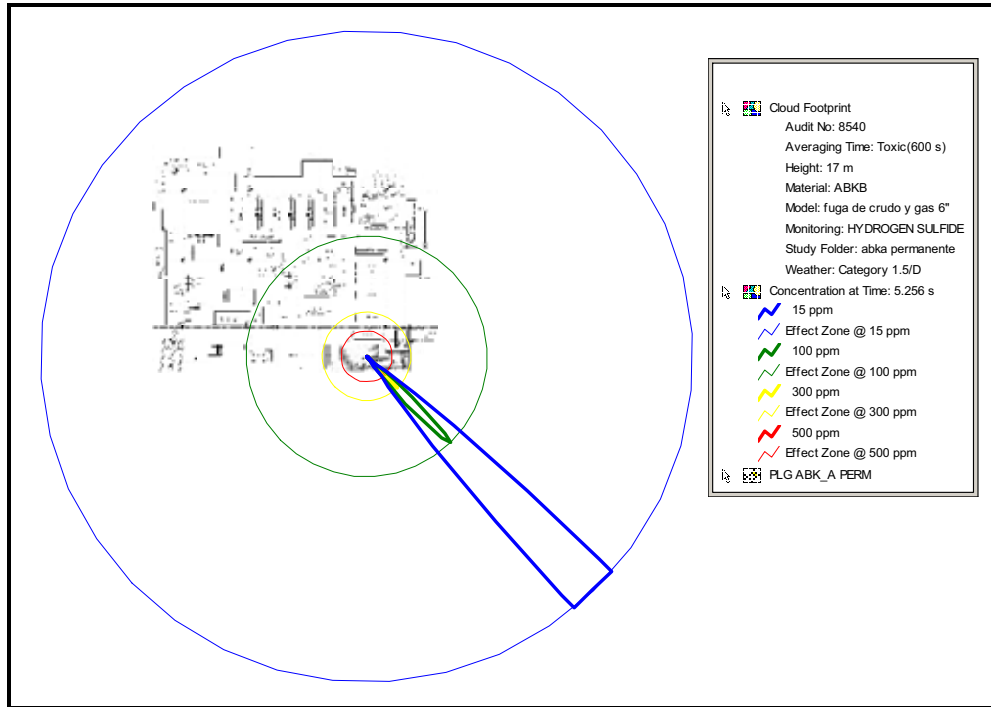 Cloud Footprint
Audit No: 8540
Averaging Time: Toxic(600 s)
Height: 17 m
Material: ABKB
Model: fuga de crudo y gas 6"
Monitoring: HYDROGEN SULFIDE
Study Folder: abka permanente
Weather: Category 1.5/D
Concentration at Time: 5.256 s
15 ppm
Effect Zone @ 15 ppm
100 ppm
Effect Zone @ 100 ppm
300 ppm
Effect Zone @ 300 ppm
500 ppm
Effect Zone @ 500 ppm
PLG ABK_A PERM